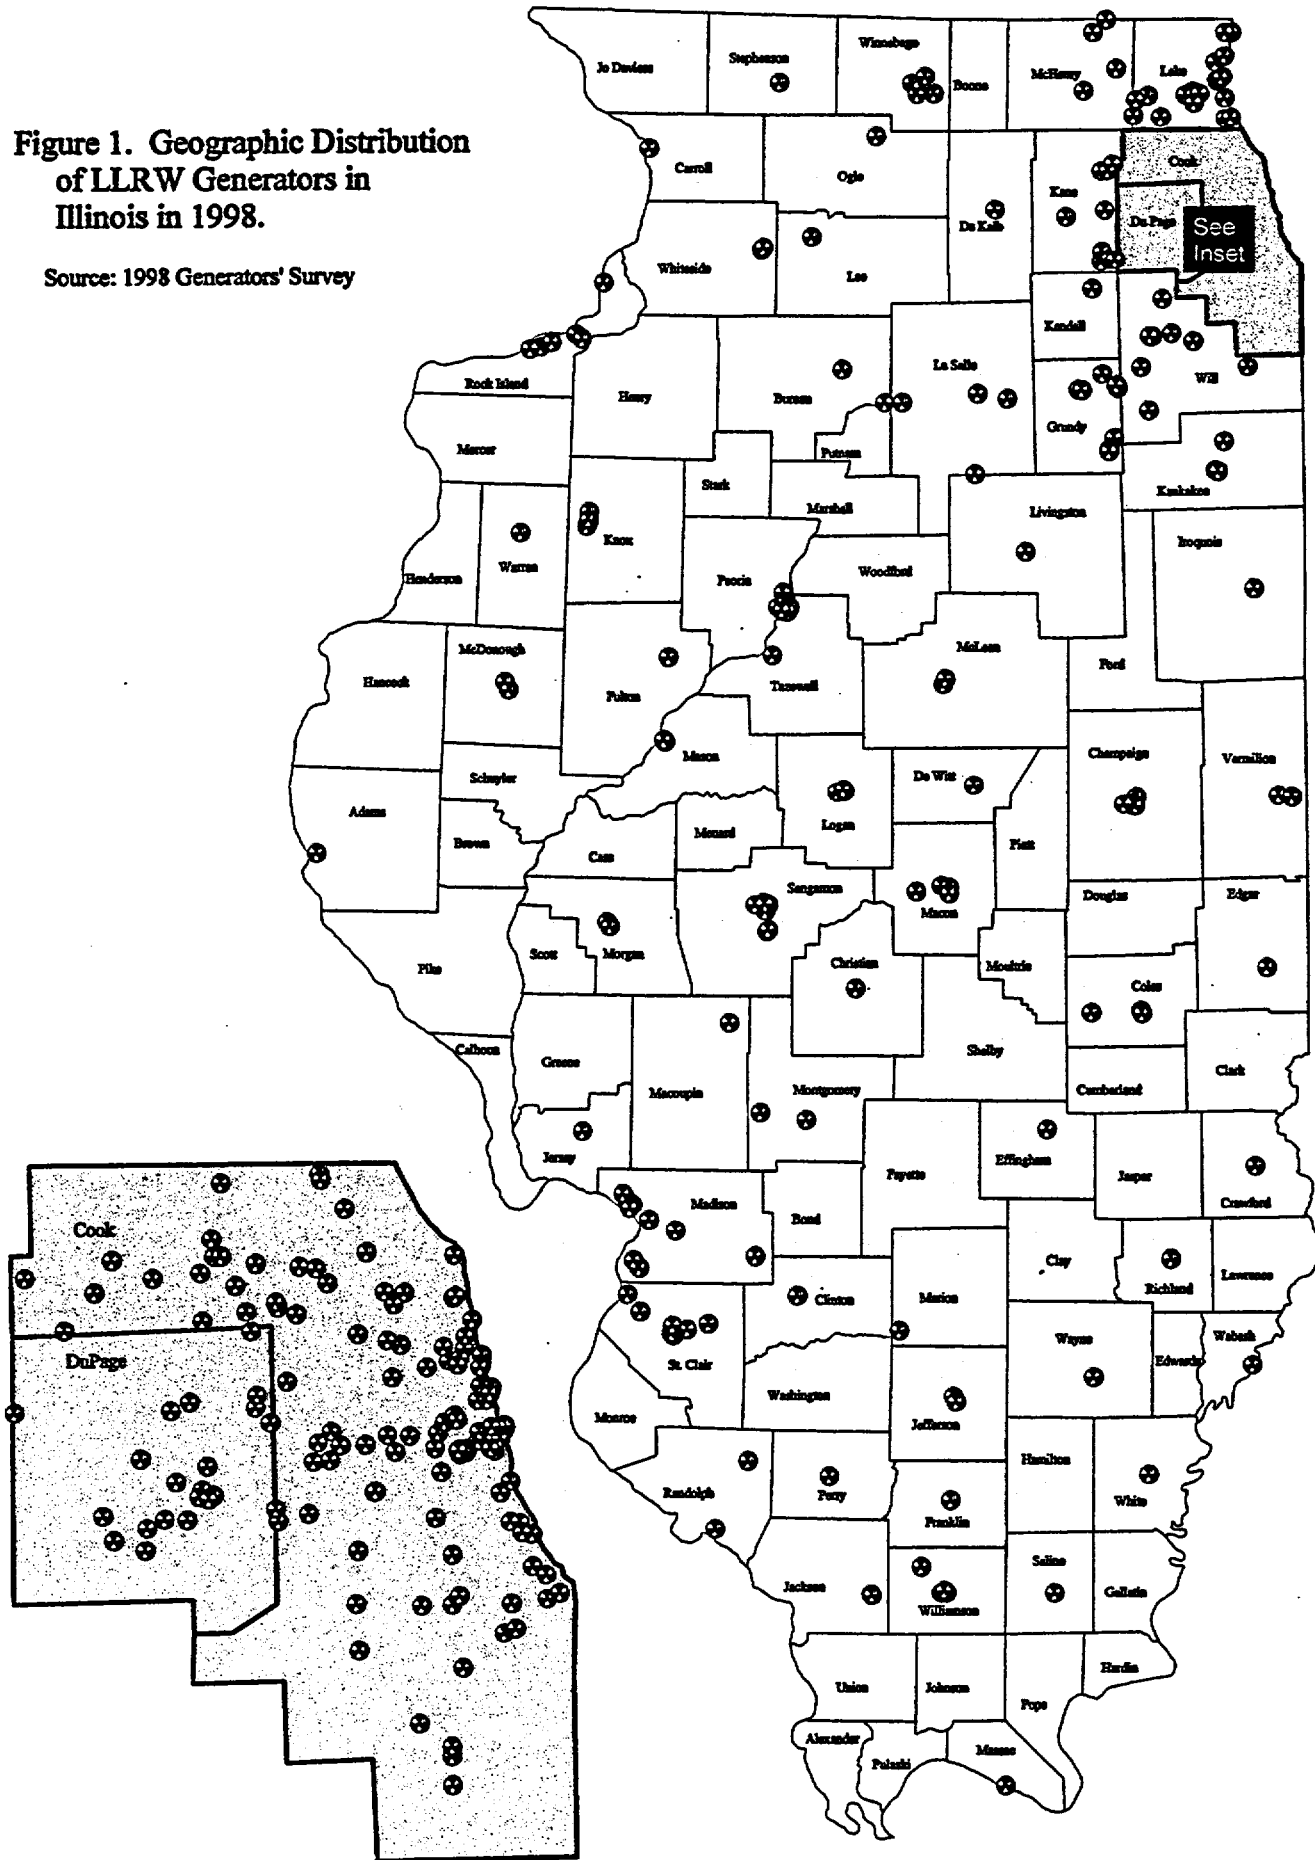 Figure 1. Geographic Distribution
of LLRW Generators in
Illinois in 1998.
Source: 1998 Generators' Survey
Jo Daviess
Stephenson
Winnebago
Boone
McHenry
Lake
Carroll
Ogle
De Kalb
Kane
Cook
Du Page
See
Inset
Whiteside
Lee
Kendall
Rock Island
Henry
Bureau
La Salle
Will
Grundy
Mercer
Putnam
Kankakee
Stark
Marshall
Livingston
Iroquois
Henderson
Warren
Knox
Peoria
Woodford
McDonough
McLean
Ford
Hancock
Fulton
Tazewell
Schuyler
Mason
De Witt
Champaign
Vermilion
Adams
Brown
Cass
Menard
Logan
Piatt
Sangamon
Macon
Douglas
Edgar
Pike
Scott
Morgan
Christian
Moultrie
Coles
Calhoun
Greene
Macoupin
Montgomery
Shelby
Cumberland
Clark
Jersey
Fayette
Effingham
Jasper
Crawford
Madison
Bond
Clay
Richland
Lawrence
Clinton
Marion
Wayne
Edwards
Wabash
St. Clair
Washington
Monroe
Jefferson
Hamilton
White
Randolph
Perry
Franklin
Jackson
Williamson
Saline
Gallatin
Union
Johnson
Pope
Hardin
Alexander
Pulaski
Massac
Cook
DuPage